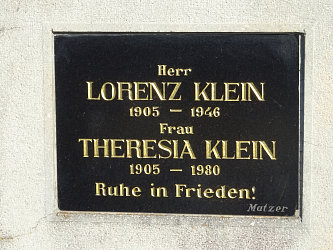 Herr
LORENZ KLEIN
1905 — 1946
Frau
THERESIA KLEIN
1905 — 1980
Ruhe in Frieden!
Matzer